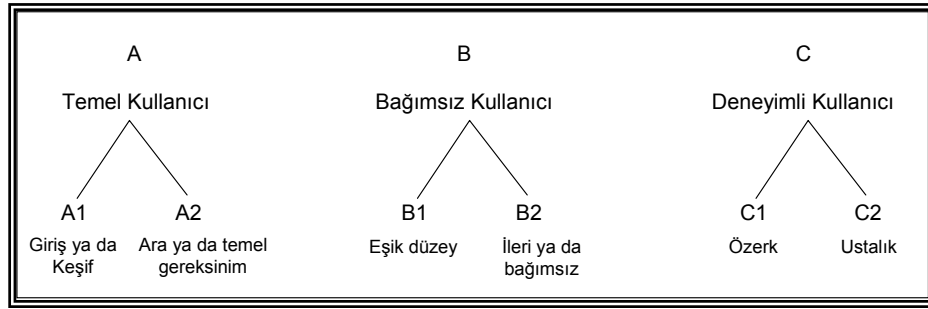 A B C
Temel Kullanıcı Bağımsız Kullanıcı Deneyimli Kullanıcı
A1 A2 B1 B2 C1 C2
Giriş ya da Keşif
Ara ya da temel gereksinim
Eşik düzey
İleri ya da bağımsız
Özerk
Ustalık